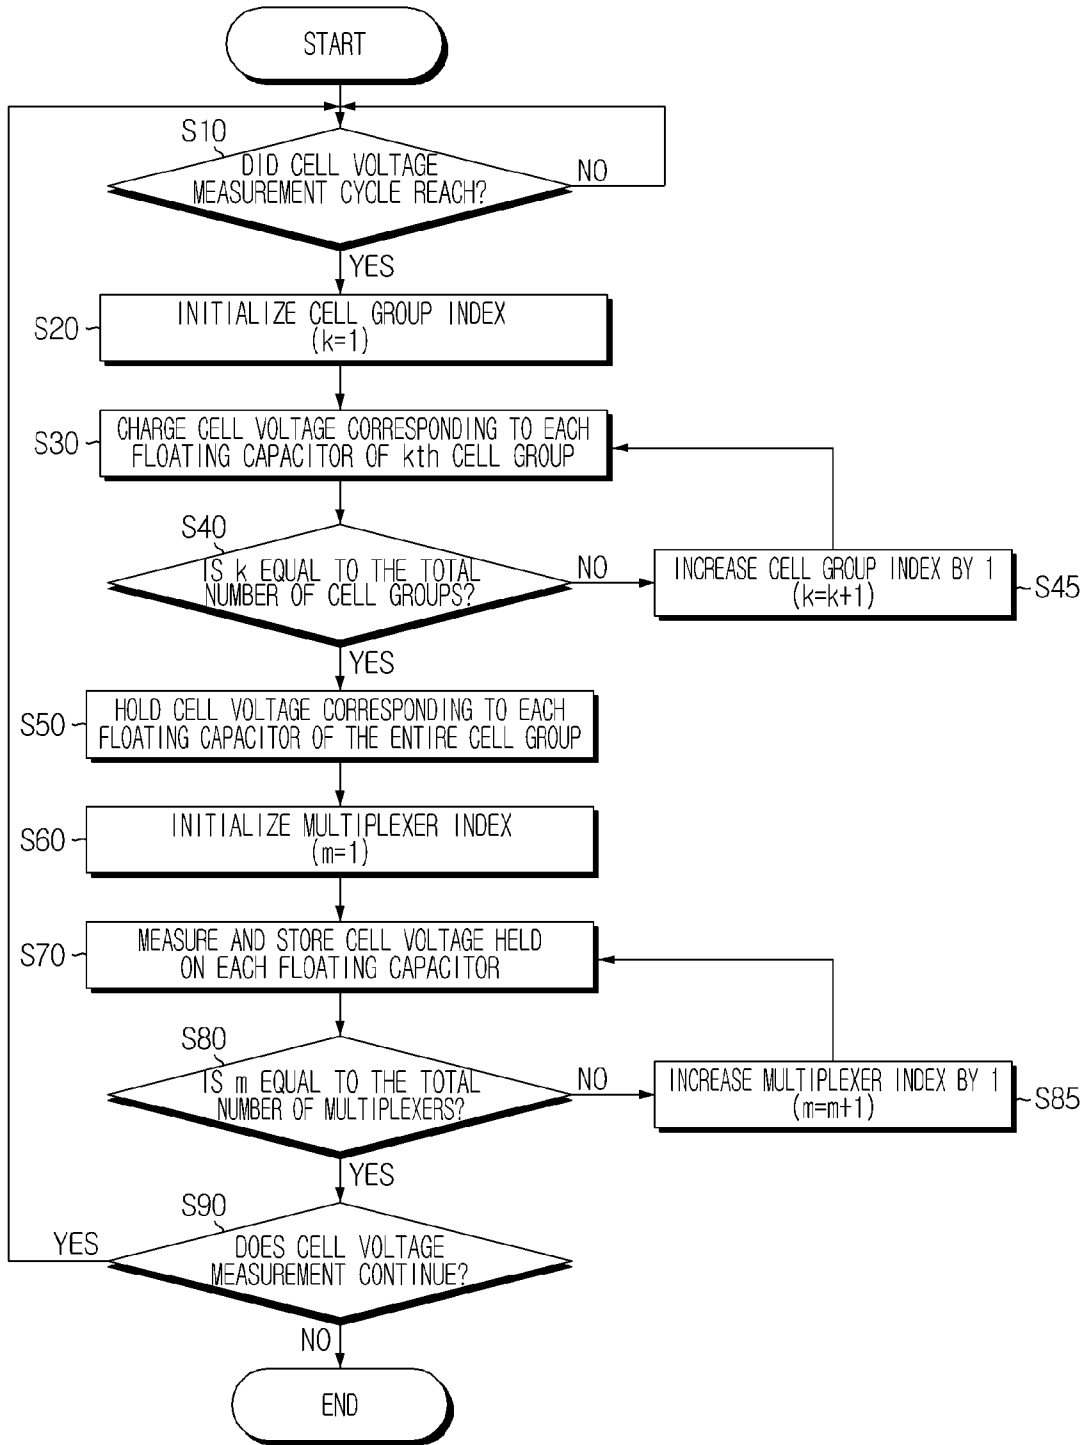 START
S10
DID CELL VOLTAGE
MEASUREMENT CYCLE REACH?
NO
YES
S20
INITIALIZE CELL GROUP INDEX
(k=1)
S30
CHARGE CELL VOLTAGE CORRESPONDING TO EACH
FLOATING CAPACITOR OF kth CELL GROUP
S40
IS k EQUAL TO THE TOTAL
NUMBER OF CELL GROUPS?
NO
INCREASE CELL GROUP INDEX BY 1
(k=k+1)
S45
YES
S50
HOLD CELL VOLTAGE CORRESPONDING TO EACH
FLOATING CAPACITOR OF THE ENTIRE CELL GROUP
S60
INITIALIZE MULTIPLEXER INDEX
(m=1)
S70
MEASURE AND STORE CELL VOLTAGE HELD
ON EACH FLOATING CAPACITOR
S80
IS m EQUAL TO THE TOTAL
NUMBER OF MULTIPLEXERS?
NO
INCREASE MULTIPLEXER INDEX BY 1
(m=m+1)
S85
YES
S90
YES
DOES CELL VOLTAGE
MEASUREMENT CONTINUE?
NO
END